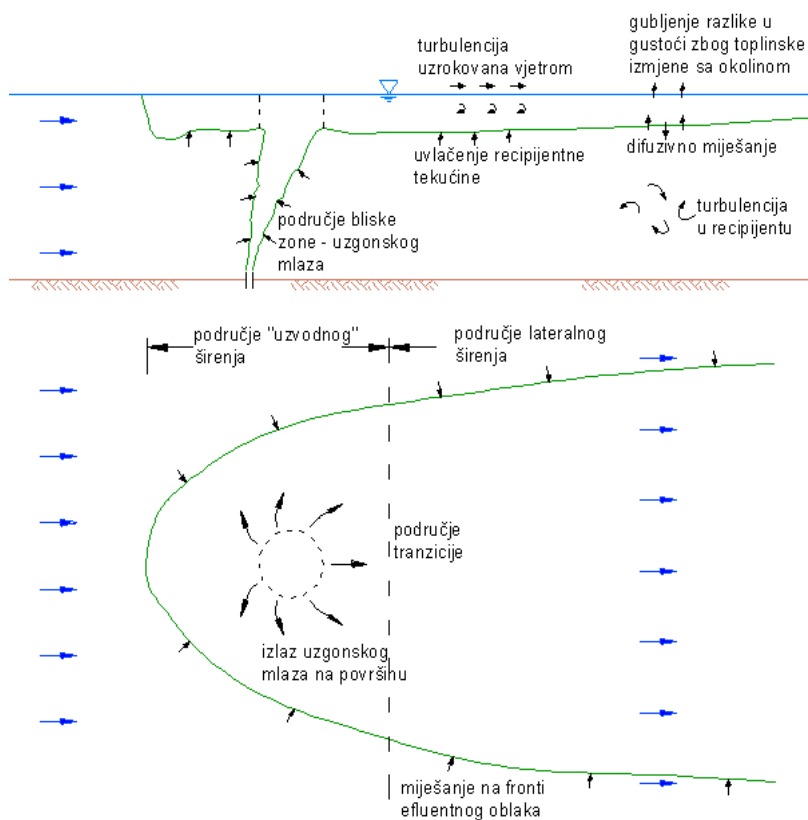 turbulencija
uzrokovana vjetrom
gubljenje razlike u
gustoći zbog toplinske
izmjene sa okolinom
uvlačenje recipijentne
tekućine
difuzivno miješanje
područje bliske
zone - uzgonskog
mlaza
turbulencija
u recipijentu
područje "uzvodnog"
širenja
područje lateralnog
širenja
područje
tranzicije
izlaz uzgonskog
mlaza na površinu
miješanje na fronti
efluentnog oblaka